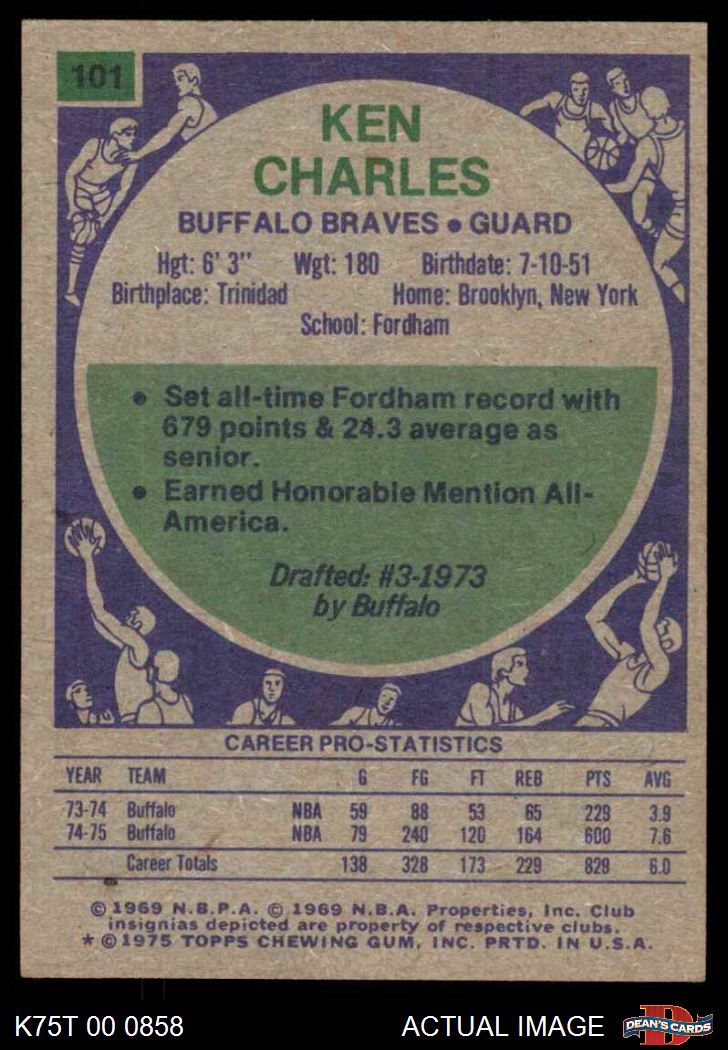 101
KEN
CHARLES
BUFFALO BRAVES • GUARD
Hgt: 6' 3" Wgt: 180 Birthdate: 7-10-51
Birthplace: Trinidad Home: Brooklyn, New York
School: Fordham
• Set all-time Fordham record with
679 points & 24.3 average as
senior.
• Earned Honorable Mention All-
America.
Drafted: #3-1973
by Buffalo
CAREER PRO-STATISTICS
YEAR TEAM G FG FT REB PTS AVG
73-74 Buffalo NBA 59 88 53 65 229 3.9
74-75 Buffalo NBA 79 240 120 164 600 7.6
Career Totals 138 328 173 229 829 6.0
© 1969 N.B.P.A. © 1969 N.B.A. Properties, Inc. Club
insignias depicted are property of respective clubs.
* © 1975 TOPPS CHEWING GUM, INC. PRTD. IN U.S.A.
K75T 00 0858 ACTUAL IMAGE
D
DEAN'S CARDS